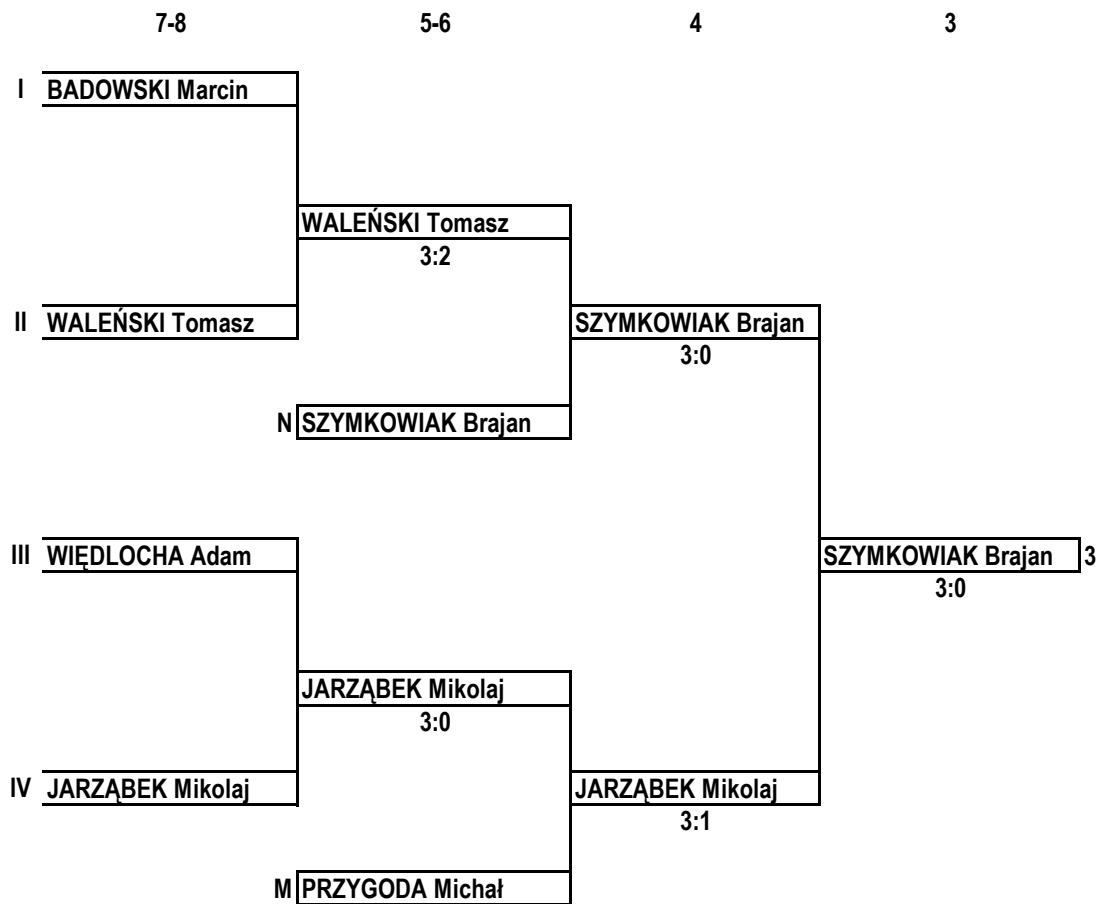 7-8 5-6 4 3
I BADOWSKI Marcin
WALEŃSKI Tomasz
3:2
II WALEŃSKI Tomasz SZYMKOWIAK Brajan
3:0
N SZYMKOWIAK Brajan
III WIĘDLOCHA Adam SZYMKOWIAK Brajan 3
3:0
JARZĄBEK Mikolaj
3:0
IV JARZĄBEK Mikolaj JARZĄBEK Mikolaj
3:1
M PRZYGODA Michał